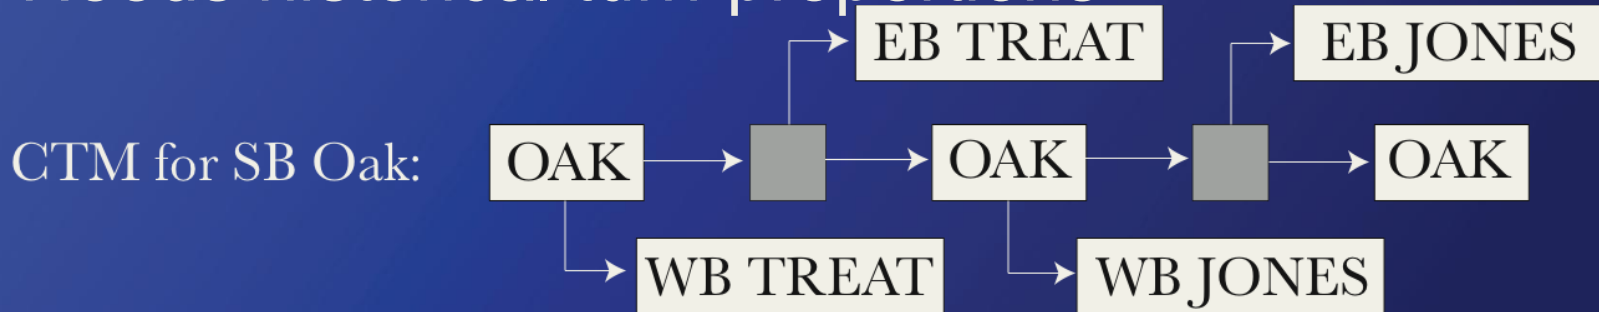 EB TREAT
EB JONES
CTM for SB Oak:
OAK
OAK
OAK
WB TREAT
WB JONES